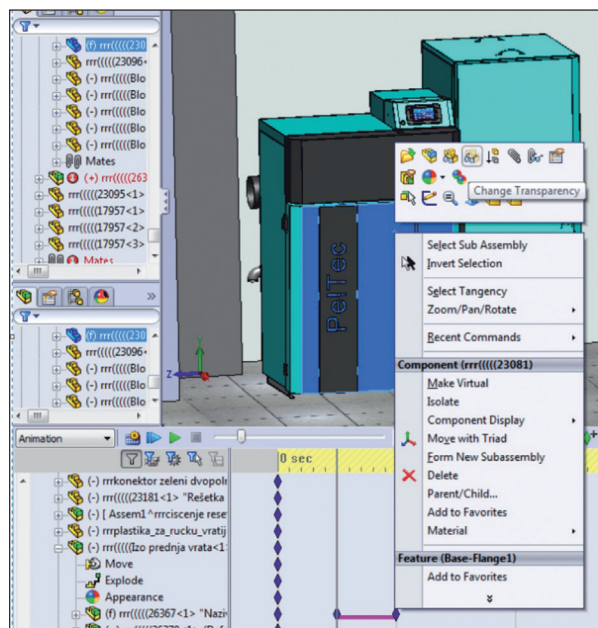 (f) rrr(((((230
rrr(((((23096
(-) rrr(((((Blo
(-) rrr(((((Blo
(-) rrr(((((Blo
(-) rrr(((((Blo
(-) rrr(((((Blo
Mates
(+) rrr(((((263
rrr(((((23095<1>
rrr(((((17957<1>
rrr(((((17957<2>
rrr(((((17957<3>
Mates
(f) rrr(((((230
rrr(((((23096
(-) rrr(((((Blo
(-) rrr(((((Blo
(-) rrr(((((Blo
PelTec
Z
Y
Change Transparency
Select Sub Assembly
Invert Selection
Select Tangency
Zoom/Pan/Rotate
Recent Commands
Component (rrr(((((23081)
Make Virtual
Isolate
Component Display
Move with Triad
Form New Subassembly
Delete
Parent/Child...
Add to Favorites
Material
Feature (Base-Flange1)
Add to Favorites
Animation
0 sec
(-) rrrkonektor zeleni dvopolr
(-) rrr(((((23181<1> "Rešetka
(-) [ Assem1^rrrciscenje rese
(-) rrrplastika_za_rucku_vratij
(-) rrr(((((Izo prednja vrata<1
Move
Explode
Appearance
(f) rrr(((((26367<1> "Naziv